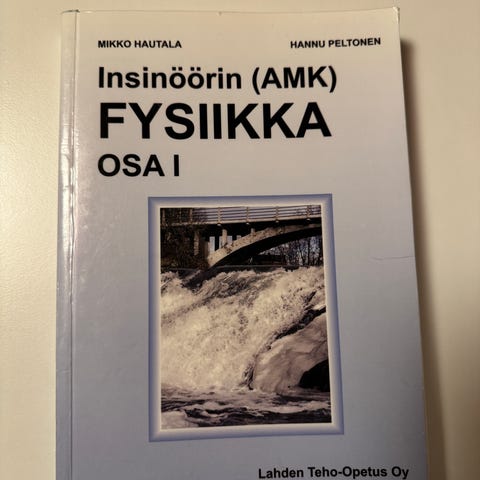 MIKKO HAUTALA HANNU PELTONEN
Insinöörin (AMK)
FYSIIKKA
OSA I
Lahden Teho-Opetus Oy